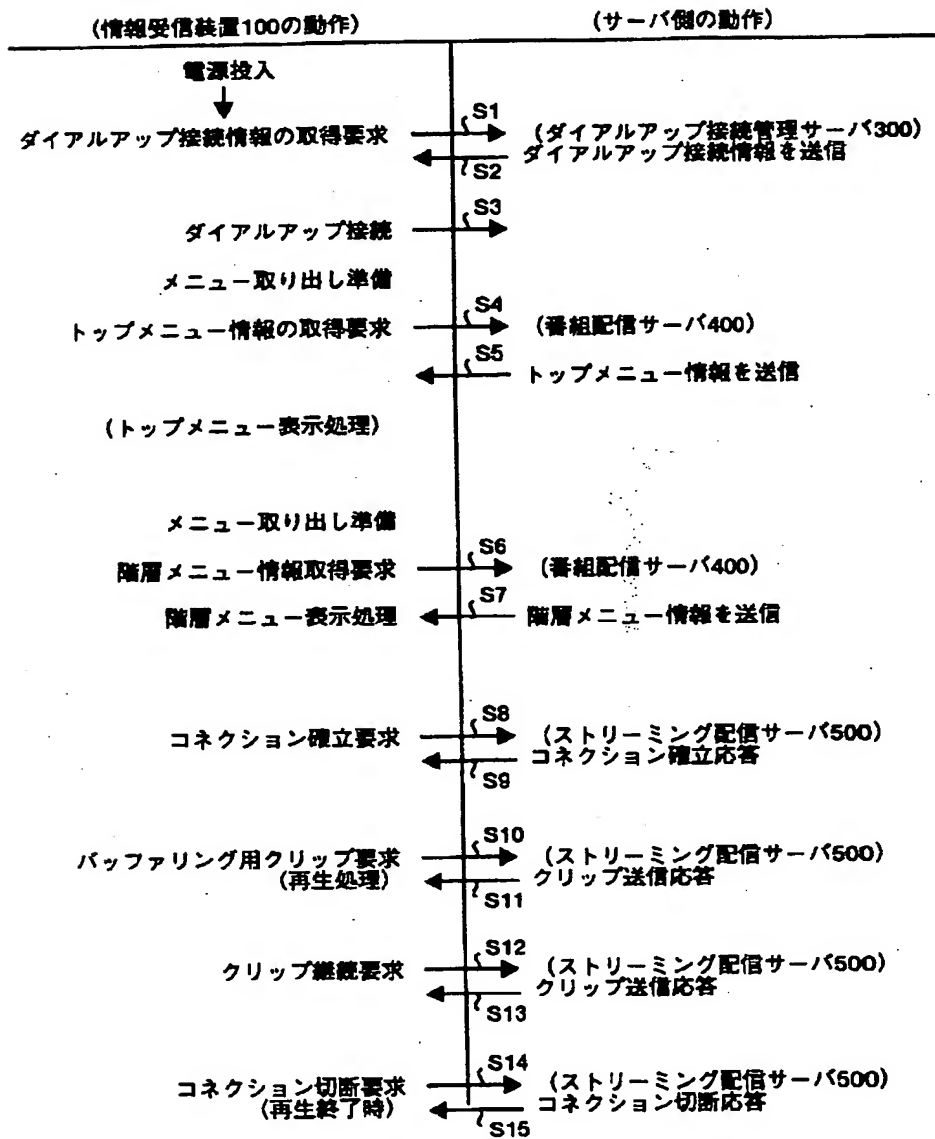 (情報受信装置100の動作)
(サーバ側の動作)
電源投入
ダイアルアップ接続情報の取得要求
S1
(ダイアルアップ接続管理サーバ300)
ダイアルアップ接続情報を送信
S2
ダイアルアップ接続
S3
メニュー取り出し準備
トップメニュー情報の取得要求
S4
(番組配信サーバ400)
S5
トップメニュー情報を送信
(トップメニュー表示処理)
メニュー取り出し準備
階層メニュー情報取得要求
S6
(番組配信サーバ400)
階層メニュー表示処理
S7
階層メニュー情報を送信
コネクション確立要求
S8
(ストリーミング配信サーバ500)
コネクション確立応答
S9
バッファリング用クリップ要求
(再生処理)
S10
(ストリーミング配信サーバ500)
クリップ送信応答
S11
クリップ継続要求
S12
(ストリーミング配信サーバ500)
クリップ送信応答
S13
コネクション切断要求
(再生終了時)
S14
(ストリーミング配信サーバ500)
コネクション切断応答
S15